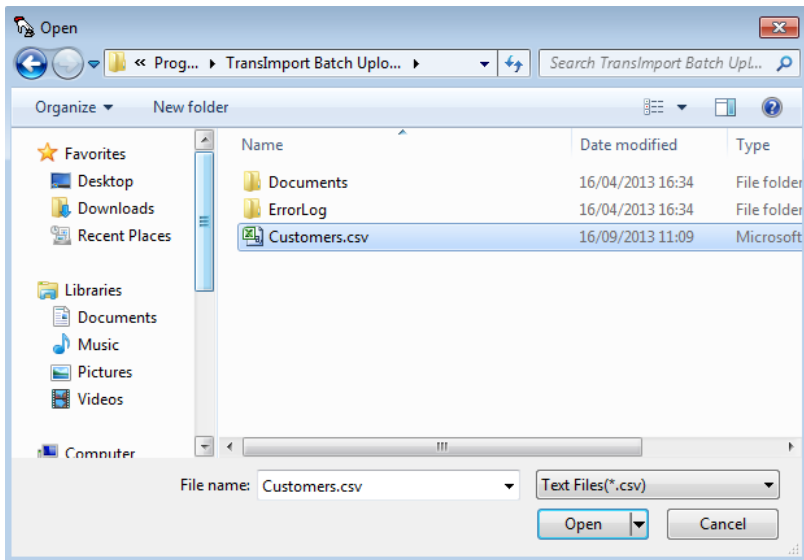 Open
« Prog... TransImport Batch Uplo... Search TransImport Batch Upl...
Organize New folder
Name Date modified Type
Favorites
Desktop
Downloads
Recent Places
Libraries
Documents
Music
Pictures
Videos
Computer
Documents 16/04/2013 16:34 File folder
ErrorLog 16/04/2013 16:34 File folder
Customers.csv 16/09/2013 11:09 Microsoft
File name: Customers.csv Text Files(*.csv)
Open Cancel